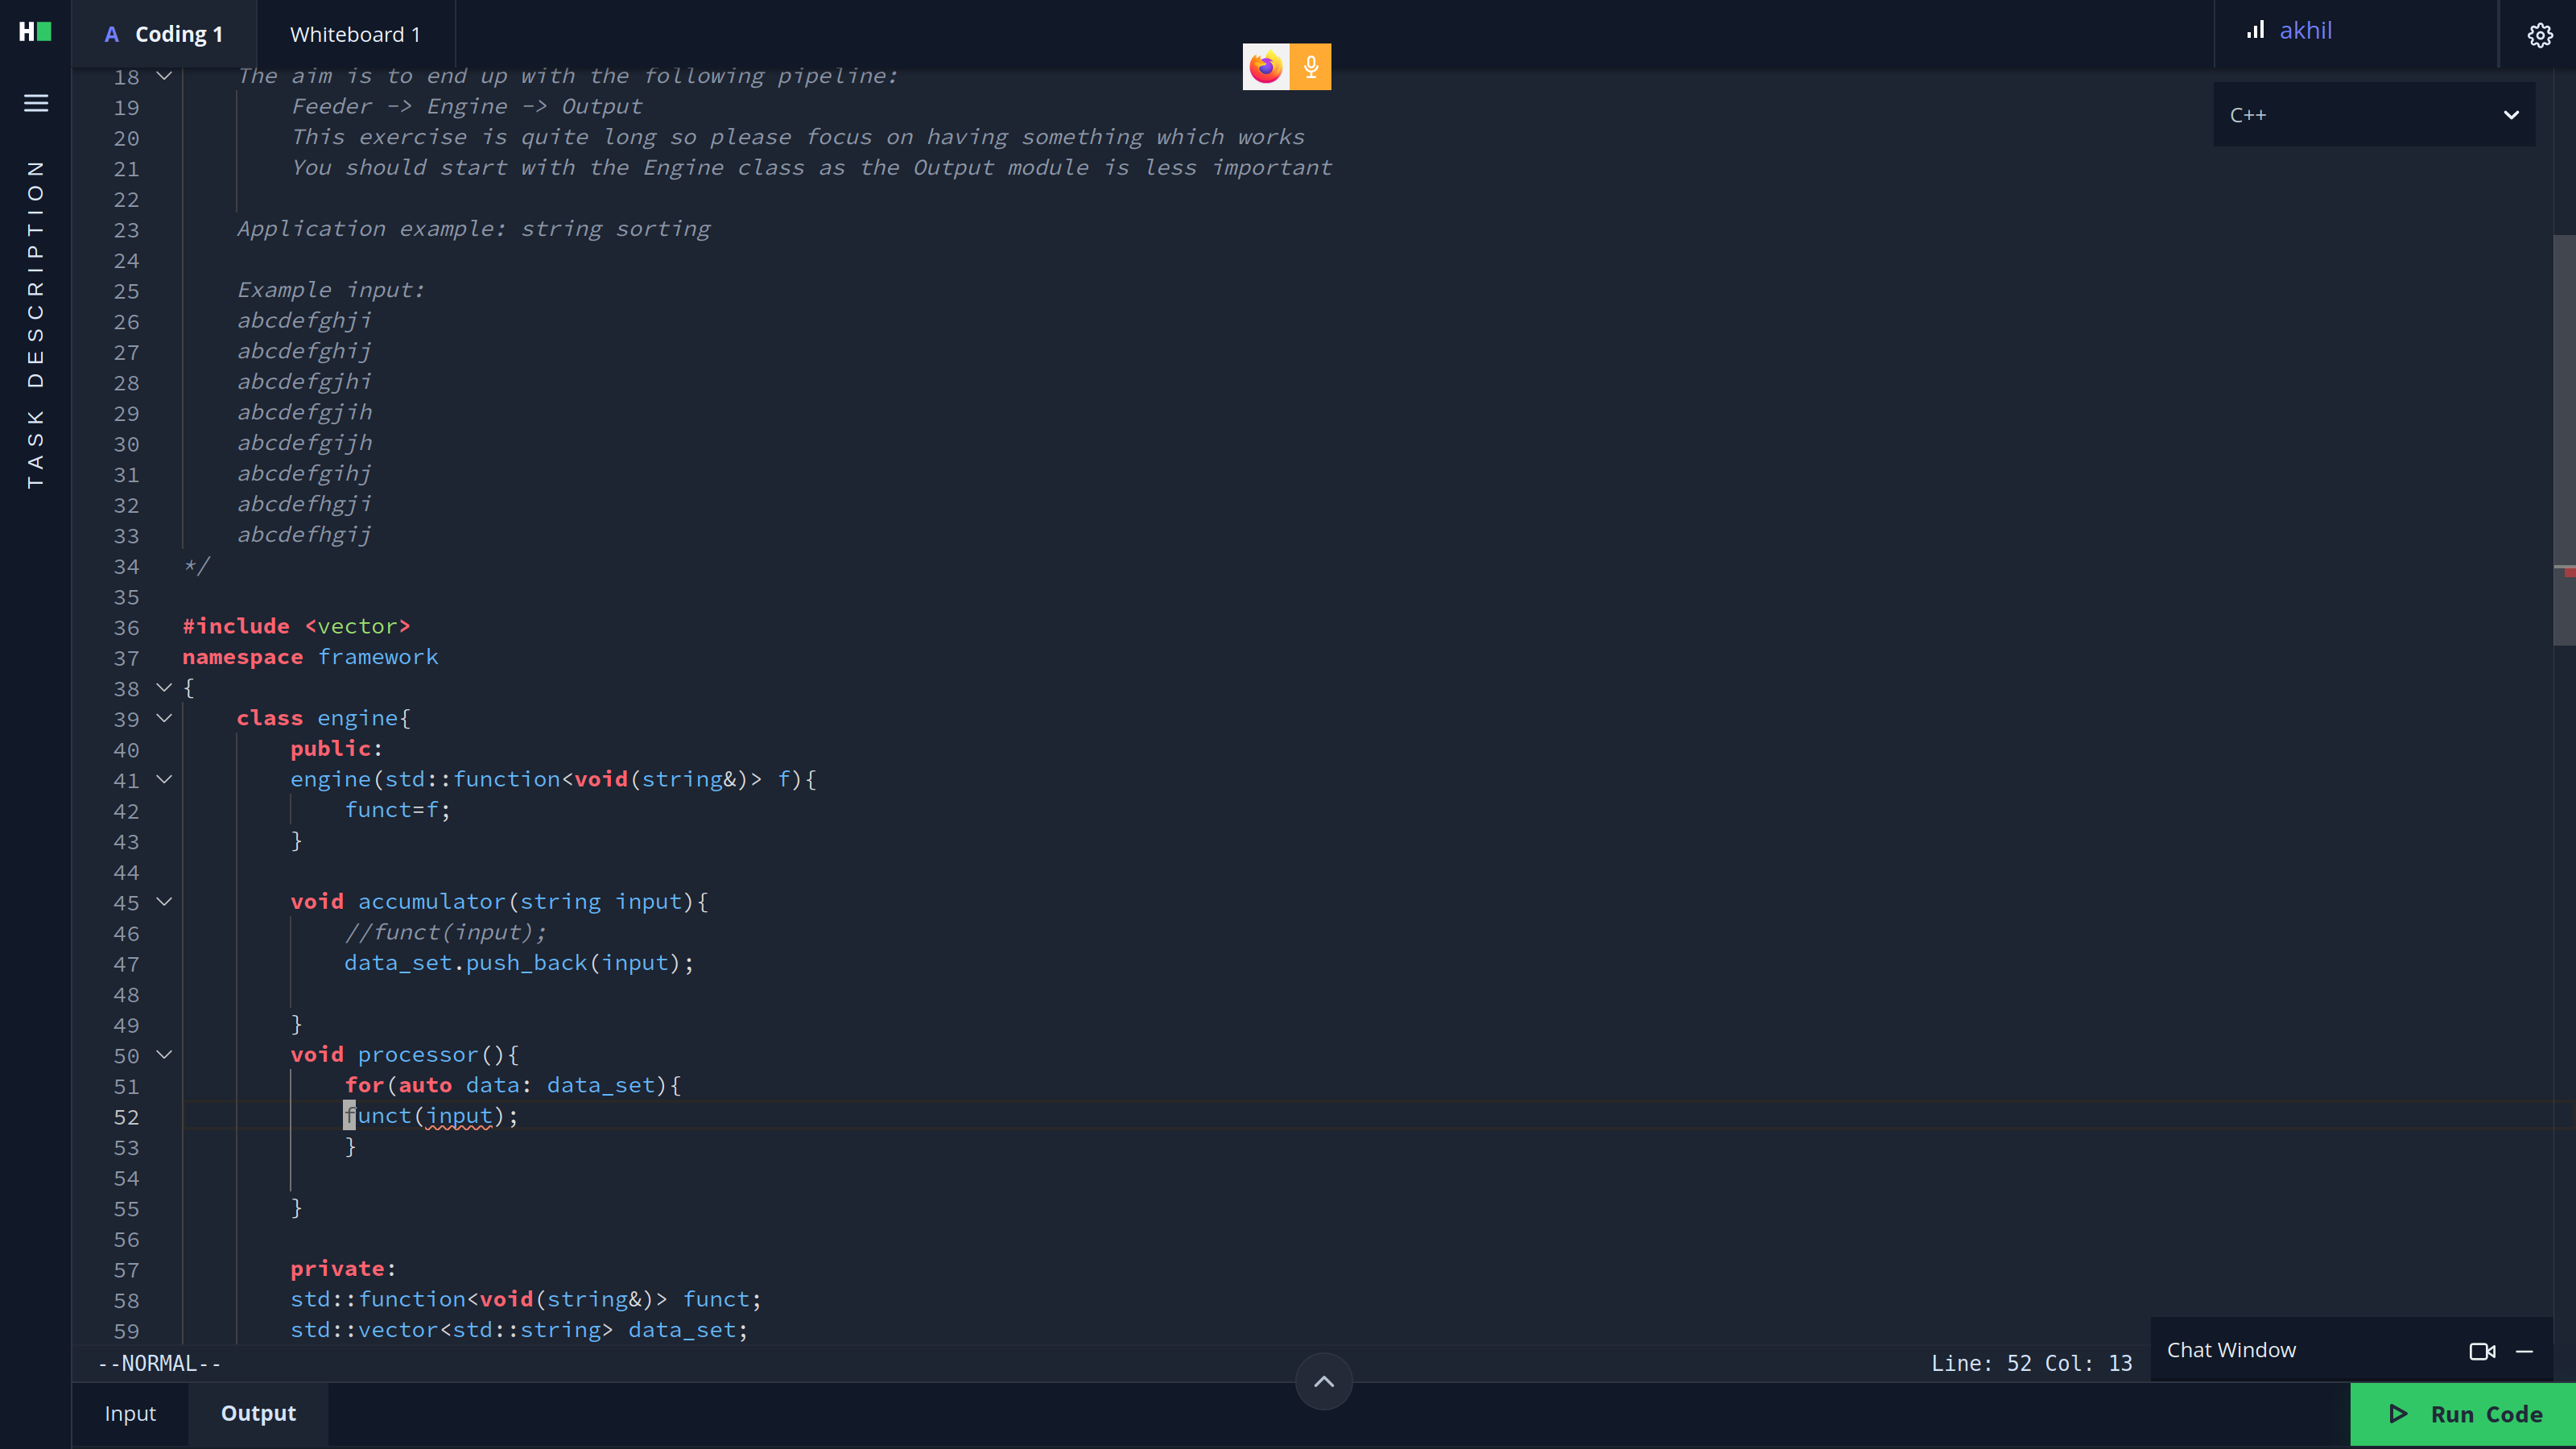 H
A Coding 1
Whiteboard 1
akhil
TASK DESCRIPTION
C++
18 The aim is to end up with the following pipeline:
19 Feeder -> Engine -> Output
20 This exercise is quite long so please focus on having something which works
21 You should start with the Engine class as the Output module is less important
22
23 Application example: string sorting
24
25 Example input:
26 abcdefghji
27 abcdefghij
28 abcdefgjhi
29 abcdefgjih
30 abcdefgijh
31 abcdefgihj
32 abcdefhgji
33 abcdefhgij
34 */
35
36 #include <vector>
37 namespace framework
38 {
39 class engine{
40 public:
41 engine(std::function<void(string&)> f){
42 funct=f;
43 }
44
45 void accumulator(string input){
46 //funct(input);
47 data_set.push_back(input);
48
49 }
50 void processor(){
51 for(auto data: data_set){
52 funct(input);
53 }
54
55 }
56
57 private:
58 std::function<void(string&)> funct;
59 std::vector<std::string> data_set;
--NORMAL--
Line: 52 Col: 13
Chat Window
Input
Output
Run Code